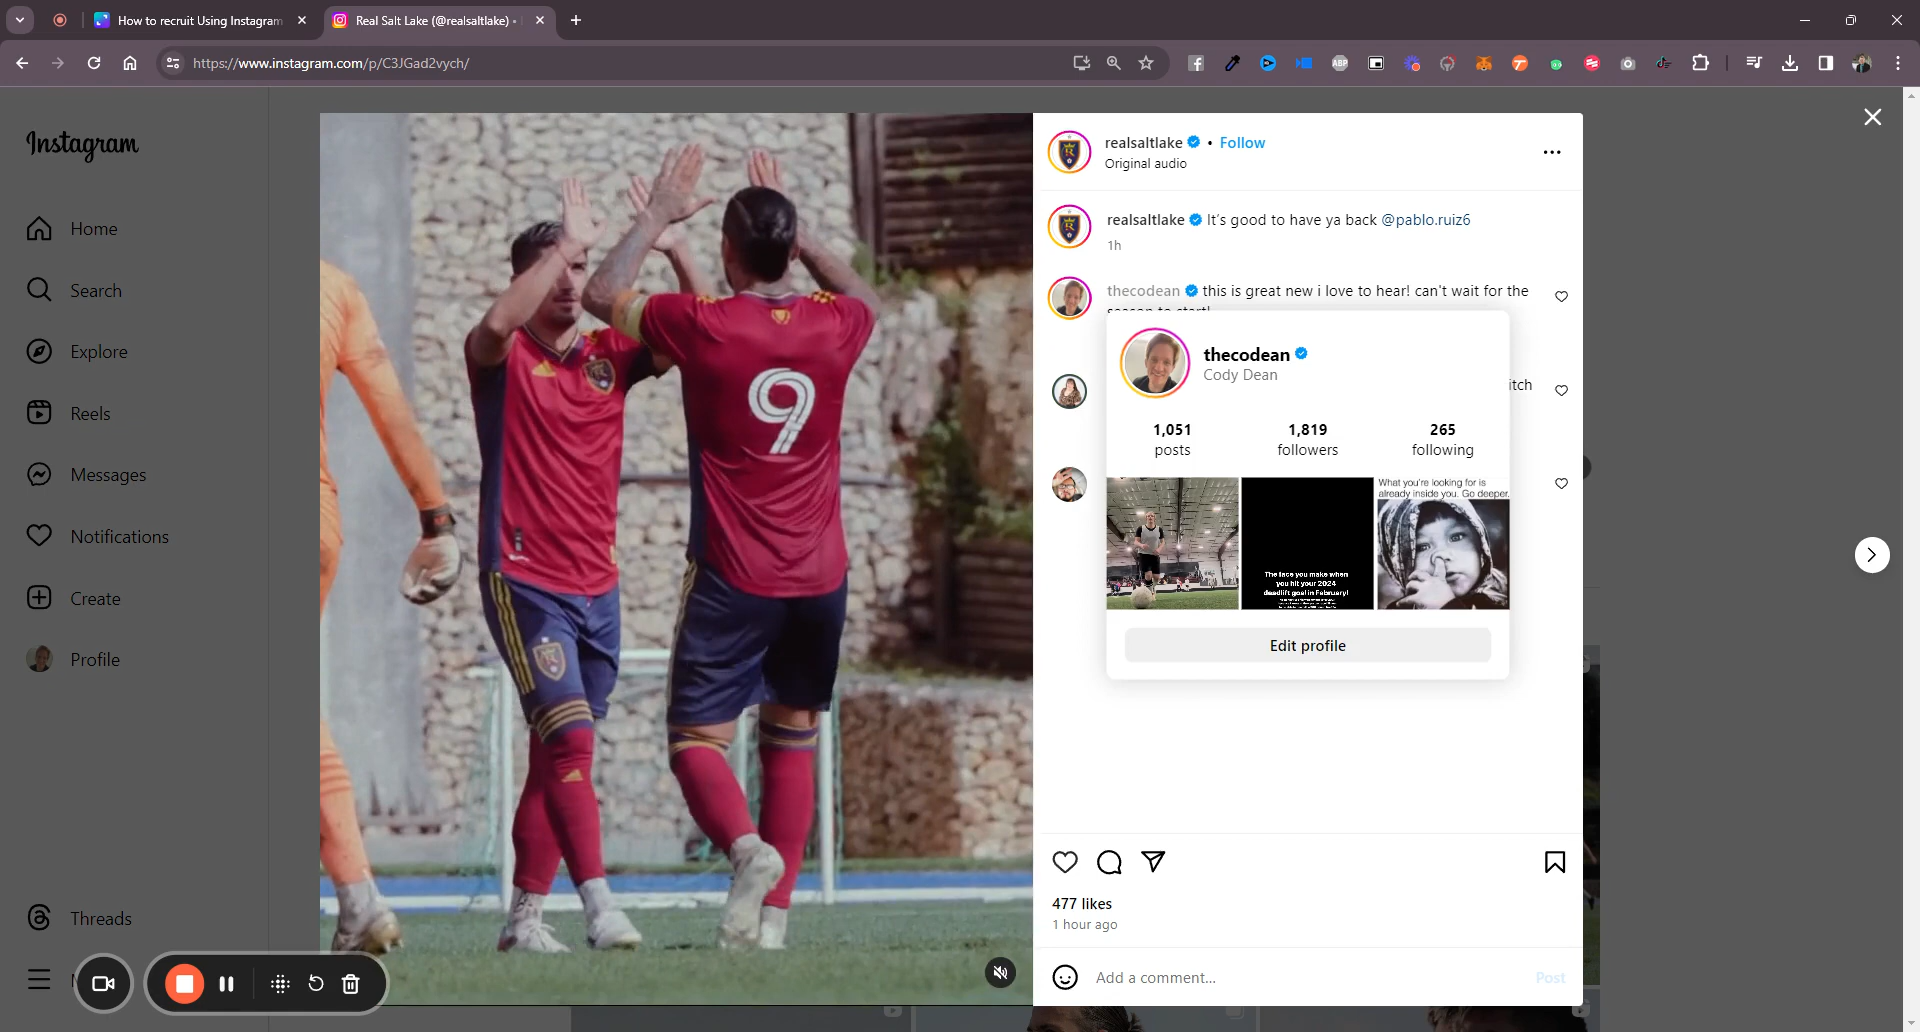 How to recruit Using Instagram
Real Salt Lake (@realsaltlake) •
https://www.instagram.com/p/C3JGad2vych/
ABP
Instagram
Home
Search
Explore
Reels
Messages
Notifications
Create
Profile
Threads
9
realsaltlake • Follow
Original audio
realsaltlake It's good to have ya back @pablo.ruiz6
1h
thecodean this is great new i love to hear! can't wait for the
season to start!
thecodean
Cody Dean
itch
1,051 1,819 265
posts followers following
What you're looking for is
already inside you. Go deeper.
The face you make when
you hit your 2024
deadlift goal in February!
Edit profile
477 likes
1 hour ago
Add a comment... Post